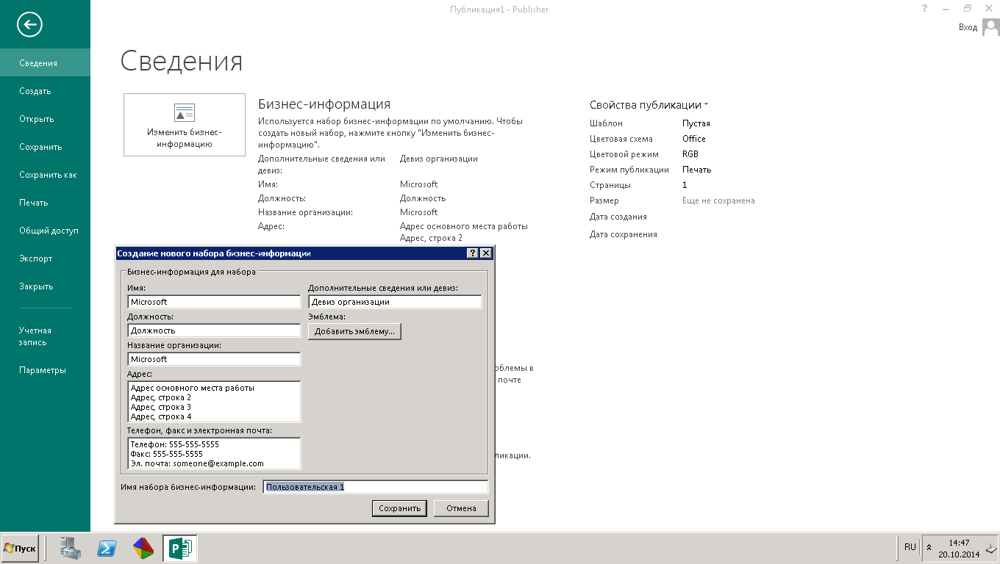 Публикация1 - Publisher
?
Вход
Сведения
Создать
Открыть
Сохранить
Сохранить как
Печать
Общий доступ
Экспорт
Закрыть
Учетная
запись
Параметры
Сведения
Изменить бизнес-
информацию
Бизнес-информация
Используется набор бизнес-информации по умолчанию. Чтобы
создать новый набор, нажмите кнопку "Изменить бизнес-
информацию".
Дополнительные сведения или
девиз:
Девиз организации
Имя: Microsoft
Должность: Должность
Название организации: Microsoft
Адрес: Адрес основного места работы
Адрес, строка 2
Свойства публикации
Шаблон Пустая
Цветовая схема Office
Цветовой режим RGB
Режим публикации Печать
Страницы 1
Размер Еще не сохранена
Дата создания
Дата сохранения
облемы в
почте
ликации.
Создание нового набора бизнес-информации
?
Бизнес-информация для набора
Имя:
Microsoft
Должность:
Должность
Название организации:
Microsoft
Адрес:
Адрес основного места работы
Адрес, строка 2
Адрес, строка 3
Адрес, строка 4
Телефон, факс и электронная почта:
Телефон: 555-555-5555
Факс: 555-555-5555
Эл. почта: someone@example.com
Дополнительные сведения или девиз:
Девиз организации
Эмблема:
Добавить эмблему...
Имя набора бизнес-информации: Пользовательская 1
Сохранить Отмена
Пуск
RU
14:47
20.10.2014